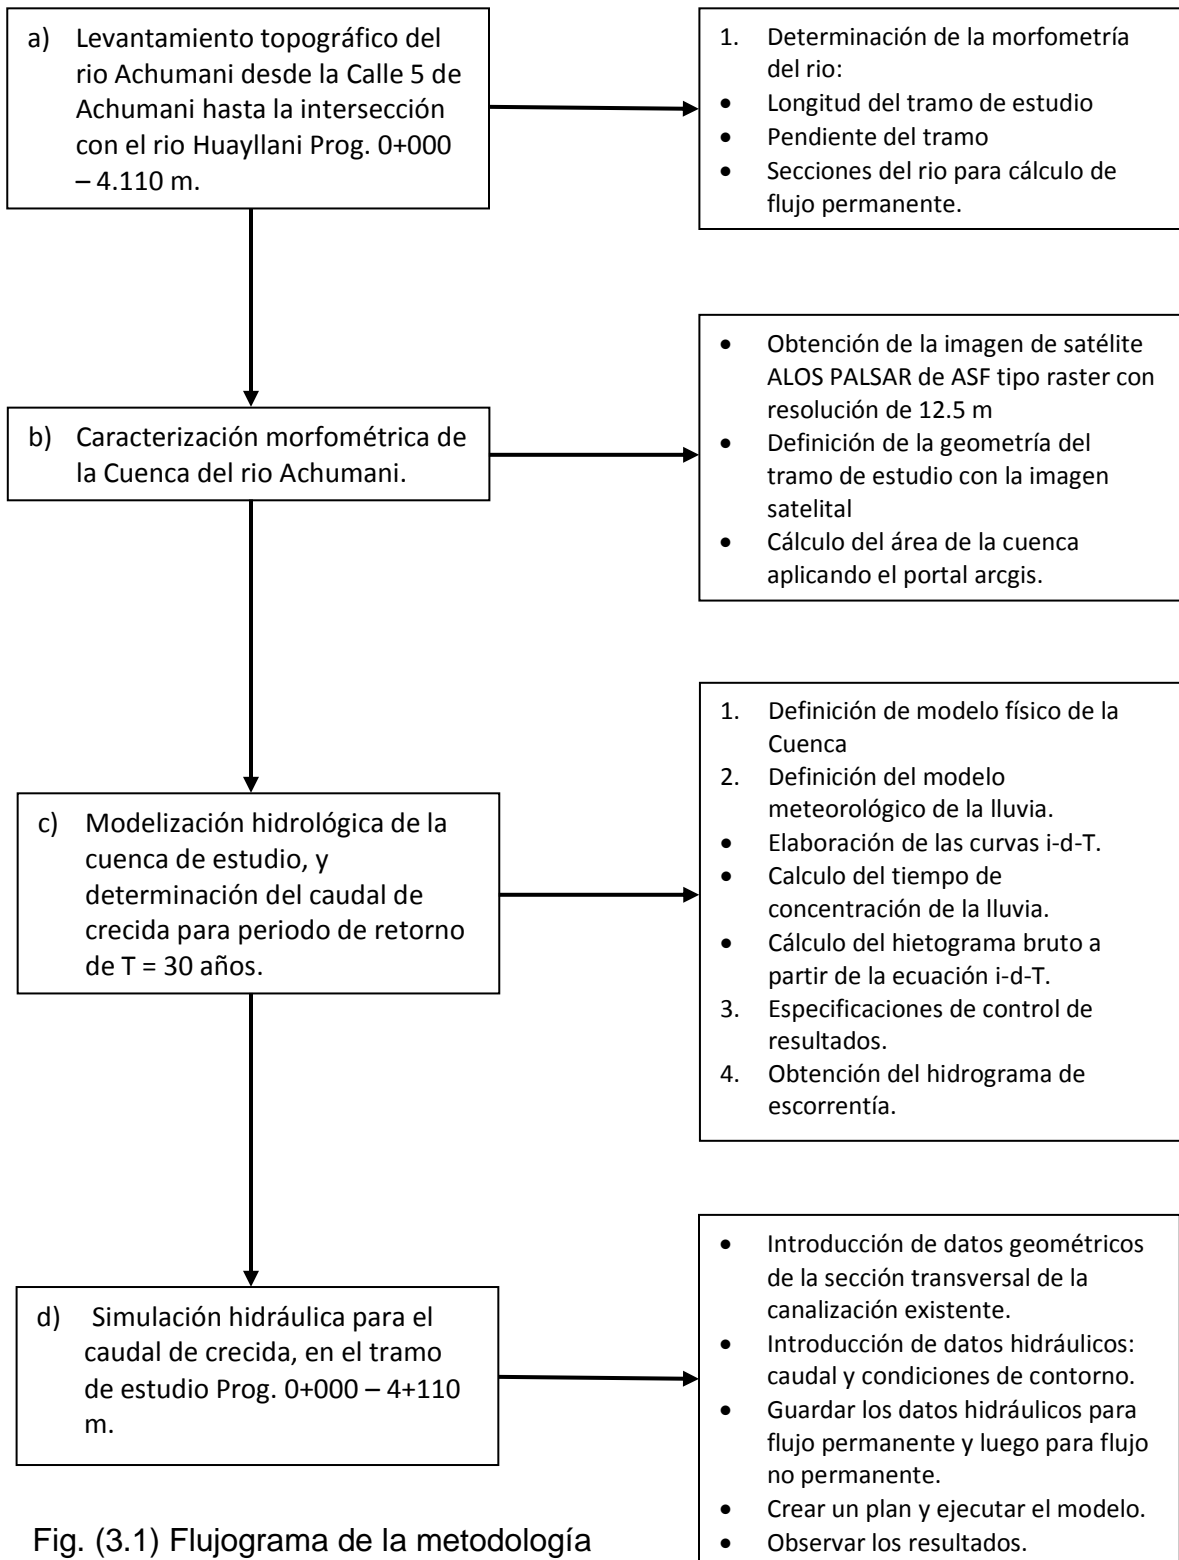 a) Levantamiento topográfico del
rio Achumani desde la Calle 5 de
Achumani hasta la intersección
con el rio Huayllani Prog. 0+000
– 4.110 m.
1. Determinación de la morfometría
del rio:
• Longitud del tramo de estudio
• Pendiente del tramo
• Secciones del rio para cálculo de
flujo permanente.
b) Caracterización morfométrica de
la Cuenca del rio Achumani.
• Obtención de la imagen de satélite
ALOS PALSAR de ASF tipo raster con
resolución de 12.5 m
• Definición de la geometría del
tramo de estudio con la imagen
satelital
• Cálculo del área de la cuenca
aplicando el portal arcgis.
c) Modelización hidrológica de la
cuenca de estudio, y
determinación del caudal de
crecida para periodo de retorno
de T = 30 años.
1. Definición de modelo físico de la
Cuenca
2. Definición del modelo
meteorológico de la lluvia.
• Elaboración de las curvas i-d-T.
• Calculo del tiempo de
concentración de la lluvia.
• Cálculo del hietograma bruto a
partir de la ecuación i-d-T.
3. Especificaciones de control de
resultados.
4. Obtención del hidrograma de
escorrentía.
d) Simulación hidráulica para el
caudal de crecida, en el tramo
de estudio Prog. 0+000 – 4+110
m.
• Introducción de datos geométricos
de la sección transversal de la
canalización existente.
• Introducción de datos hidráulicos:
caudal y condiciones de contorno.
• Guardar los datos hidráulicos para
flujo permanente y luego para flujo
no permanente.
• Crear un plan y ejecutar el modelo.
• Observar los resultados.
Fig. (3.1) Flujograma de la metodología